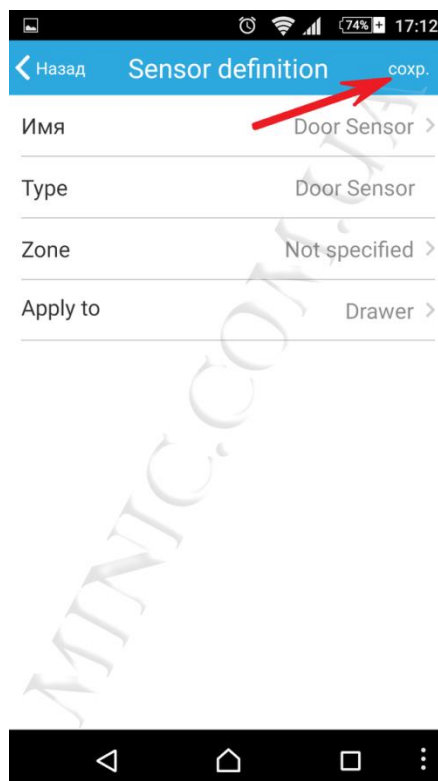 74% 17:12
Назад Sensor definition сохр.
Имя Door Sensor
Type Door Sensor
Zone Not specified
Apply to Drawer
MINIC.COM.UA